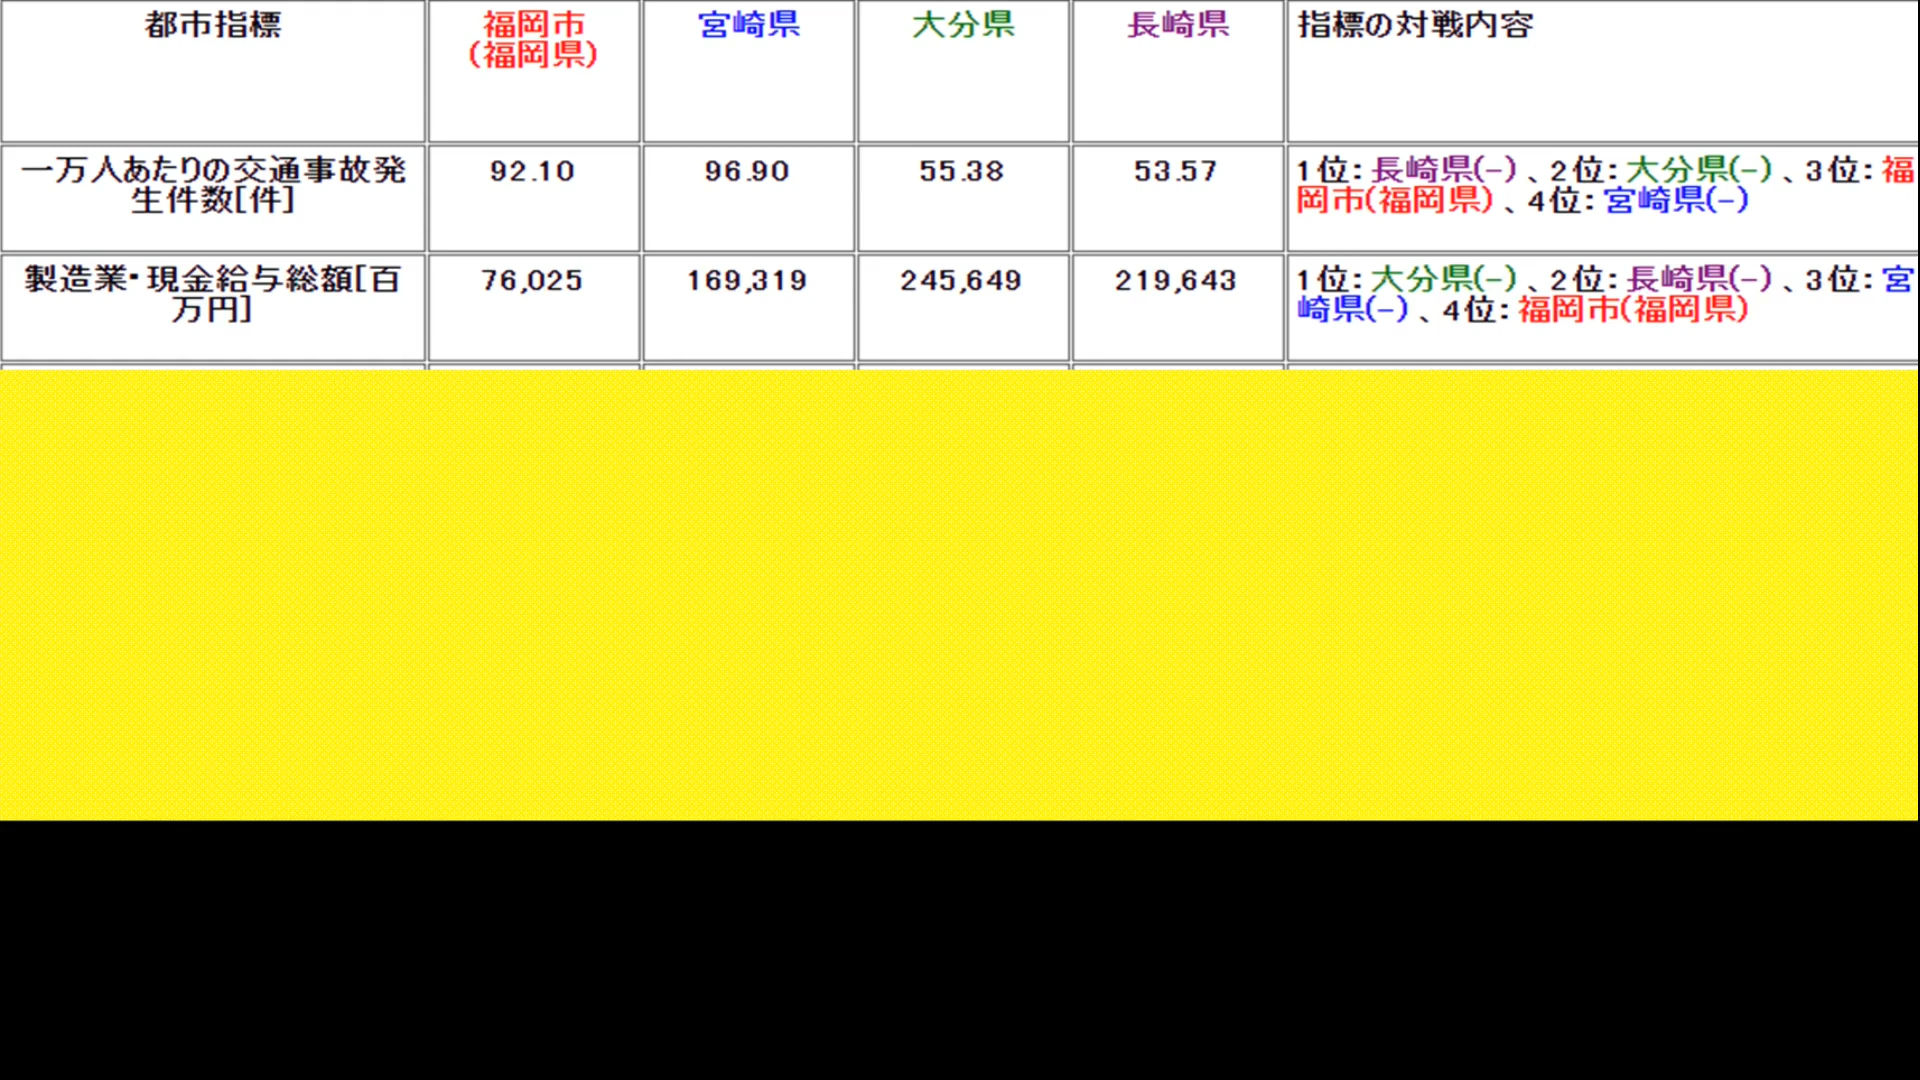 都市指標
福岡市
(福岡県)
宮崎県
大分県
長崎県
指標の対戦内容
一万人あたりの交通事故発
生件数[件]
92.10
96.90
55.38
53.57
1位:長崎県(-)、2位:大分県(-)、3位:福
岡市(福岡県)、4位:宮崎県(-)
製造業・現金給与総額[百
万円]
76,025
169,319
245,649
219,643
1位:大分県(-)、2位:長崎県(-)、3位:宮
崎県(-)、4位:福岡市(福岡県)